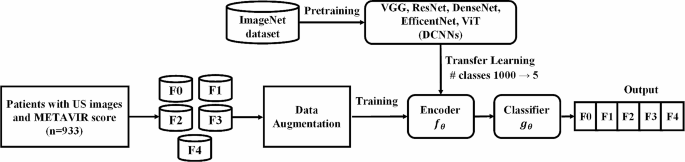 ImageNet
dataset
Pretraining
VGG, ResNet, DenseNet,
EfficentNet, ViT
(DCNNs)
Transfer Learning
# classes 1000 → 5
Patients with US images
and METAVIR score
(n=933)
F0
F1
F2
F3
F4
Data
Augmentation
Training
Encoder
fθ
Classifier
gθ
Output
F0 F1 F2 F3 F4